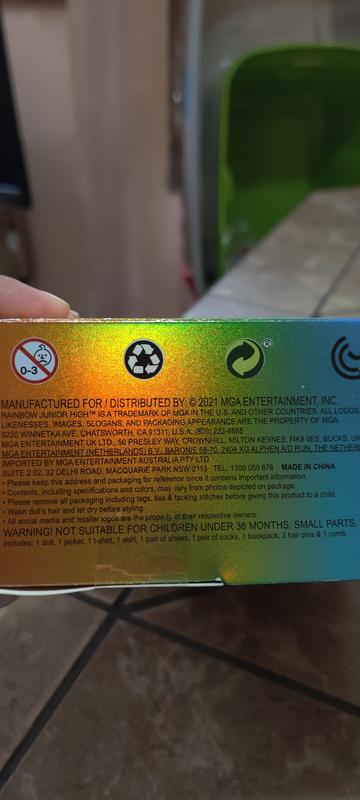 0-3
®
MANUFACTURED FOR / DISTRIBUTED BY: © 2021 MGA ENTERTAINMENT, INC.
RAINBOW JUNIOR HIGH™ IS A TRADEMARK OF MGA IN THE U.S. AND OTHER COUNTRIES. ALL LOGOS
LIKENESSES, IMAGES, SLOGANS, AND PACKAGING APPEARANCE ARE THE PROPERTY OF MGA.
9220 WINNETKA AVE, CHATSWORTH, CA 91311, U.S.A. (800) 222-4685
MGA ENTERTAINMENT UK LTD., 50 PRESLEY WAY, CROWNHILL, MILTON KEYNES, MK8 0ES, BUCKS, UK
MGA ENTERTAINMENT (NETHERLANDS) B.V., BARONIE 68-70, 2404 XG ALPHEN A/D RIJN, THE NETHER
IMPORTED BY MGA ENTERTAINMENT AUSTRALIA PTY LTD
SUITE 2.02, 32 DELHI ROAD, MACQUARIE PARK NSW 2113 TEL: 1300 059 676 MADE IN CHINA
• Please keep this address and packaging for reference since it contains important information.
• Contents, including specifications and colors, may vary from photos depicted on package.
• Please remove all packaging including tags, ties & tacking stitches before giving this product to a child.
• Wash doll's hair and let dry before styling.
• All social media and retailer logos are the property of their respective owners.
WARNING! NOT SUITABLE FOR CHILDREN UNDER 36 MONTHS. SMALL PARTS.
Includes: 1 doll, 1 jacket, 1 t-shirt, 1 skirt, 1 pair of shoes, 1 pair of socks, 1 backpack, 2 hair pins & 1 comb.